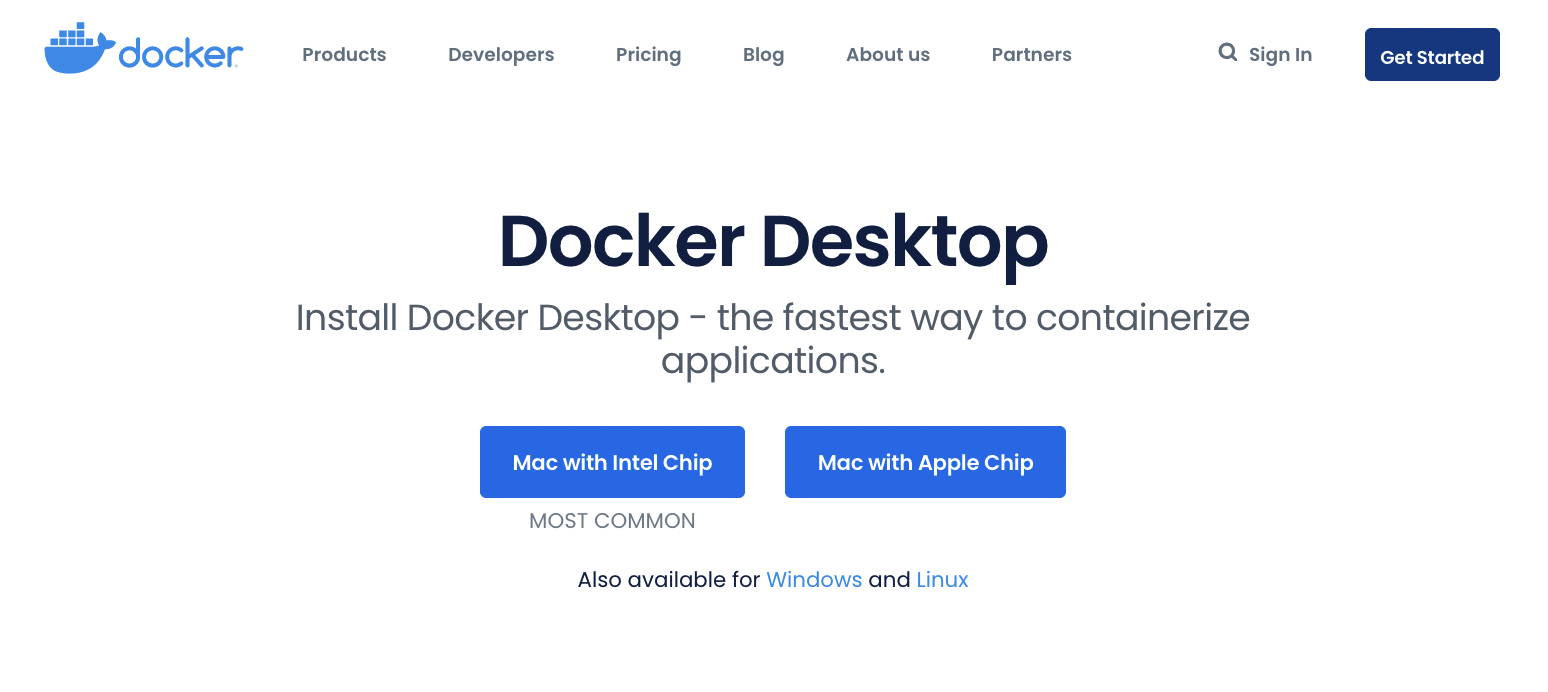 docker
Products Developers Pricing Blog About us Partners Sign In Get Started
Docker Desktop
Install Docker Desktop - the fastest way to containerize
applications.
Mac with Intel Chip Mac with Apple Chip
MOST COMMON
Also available for Windows and Linux